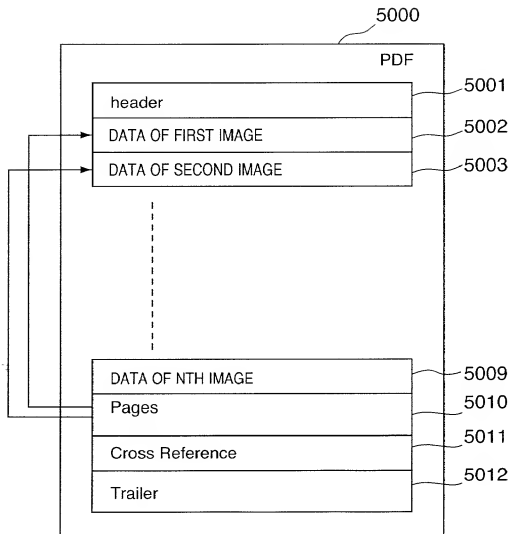 5000
PDF
header 5001
DATA OF FIRST IMAGE 5002
DATA OF SECOND IMAGE 5003
DATA OF NTH IMAGE 5009
Pages 5010
Cross Reference 5011
Trailer 5012